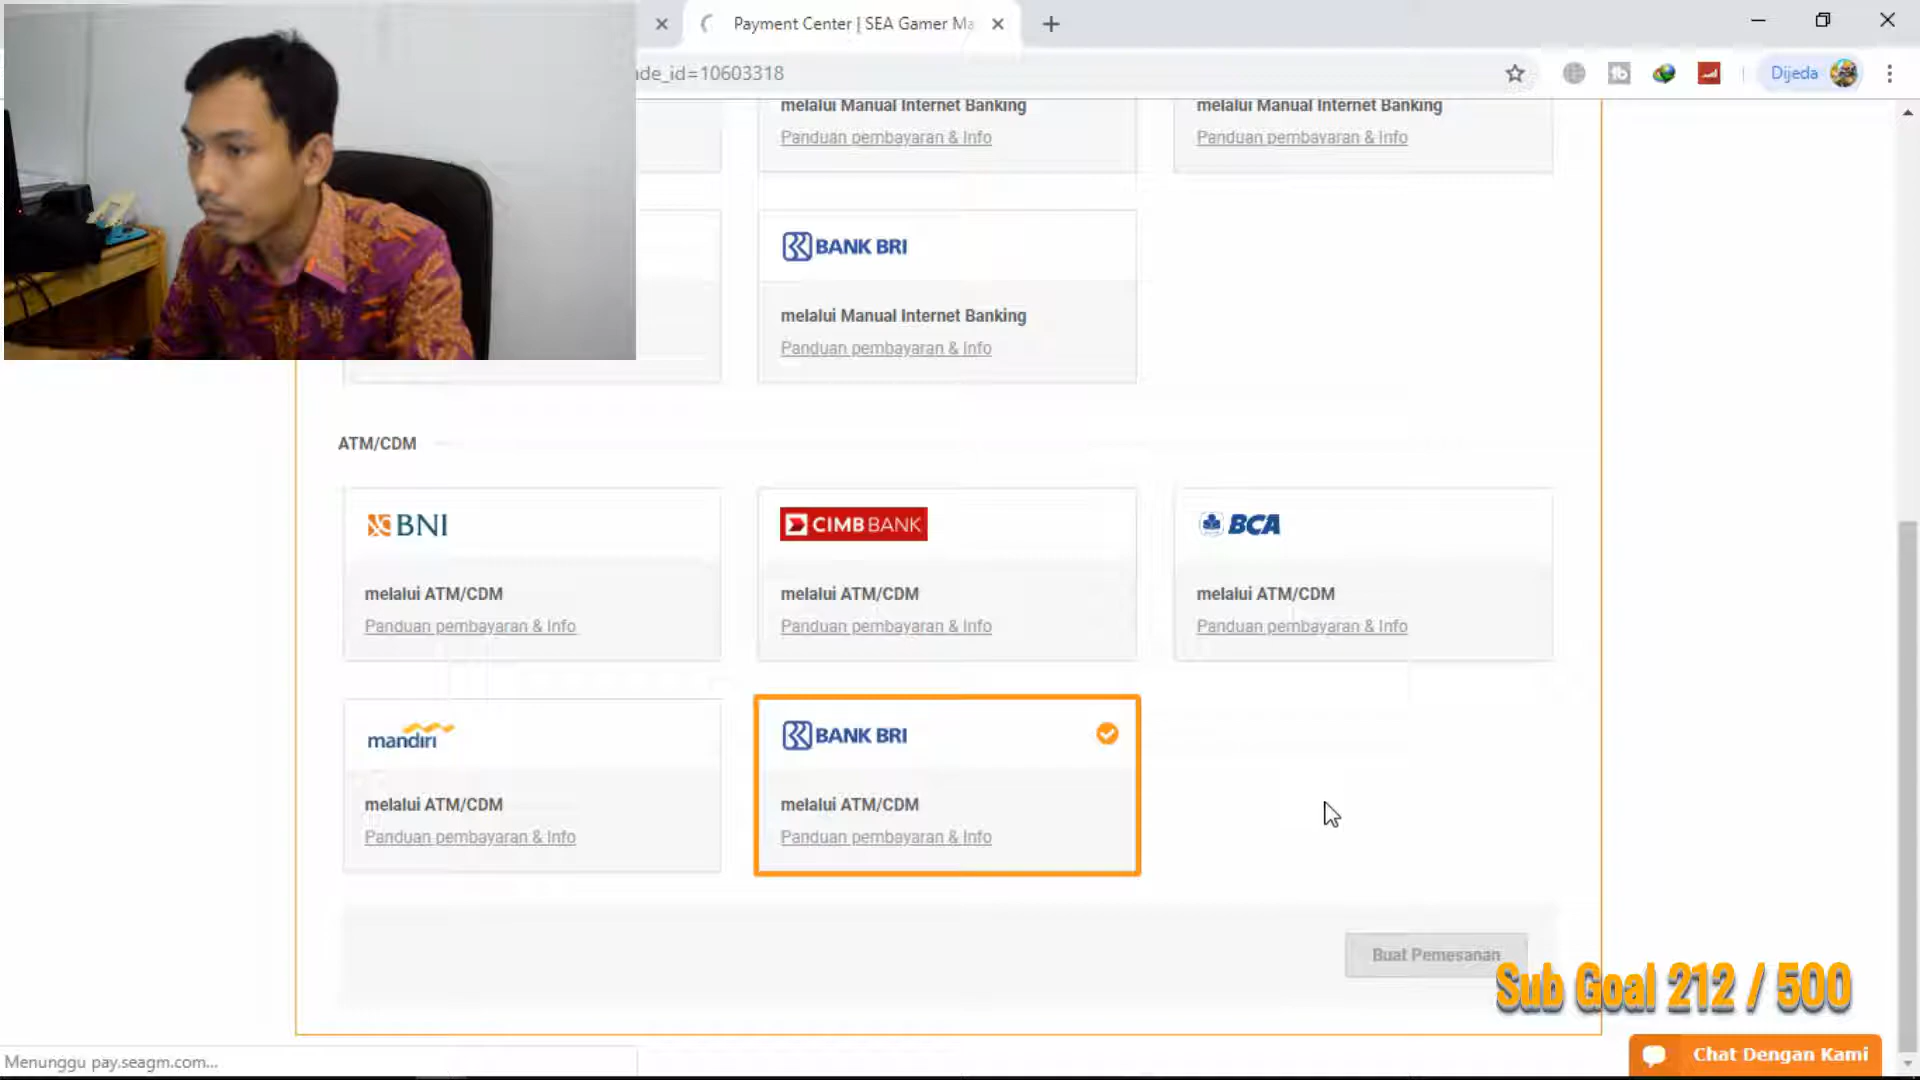 Payment Center | SEA Gamer Ma
de_id=10603318
Dijeda
melalui Manual Internet Banking
Panduan pembayaran & Info
melalui Manual Internet Banking
Panduan pembayaran & Info
BANK BRI
melalui Manual Internet Banking
Panduan pembayaran & Info
ATM/CDM
BNI
melalui ATM/CDM
Panduan pembayaran & Info
CIMB BANK
melalui ATM/CDM
Panduan pembayaran & Info
BCA
melalui ATM/CDM
Panduan pembayaran & Info
mandiri
melalui ATM/CDM
Panduan pembayaran & Info
BANK BRI
melalui ATM/CDM
Panduan pembayaran & Info
Buat Pemesanan
Sub Goal 212 / 500
Chat Dengan Kami
Menunggu pay.seagm.com...